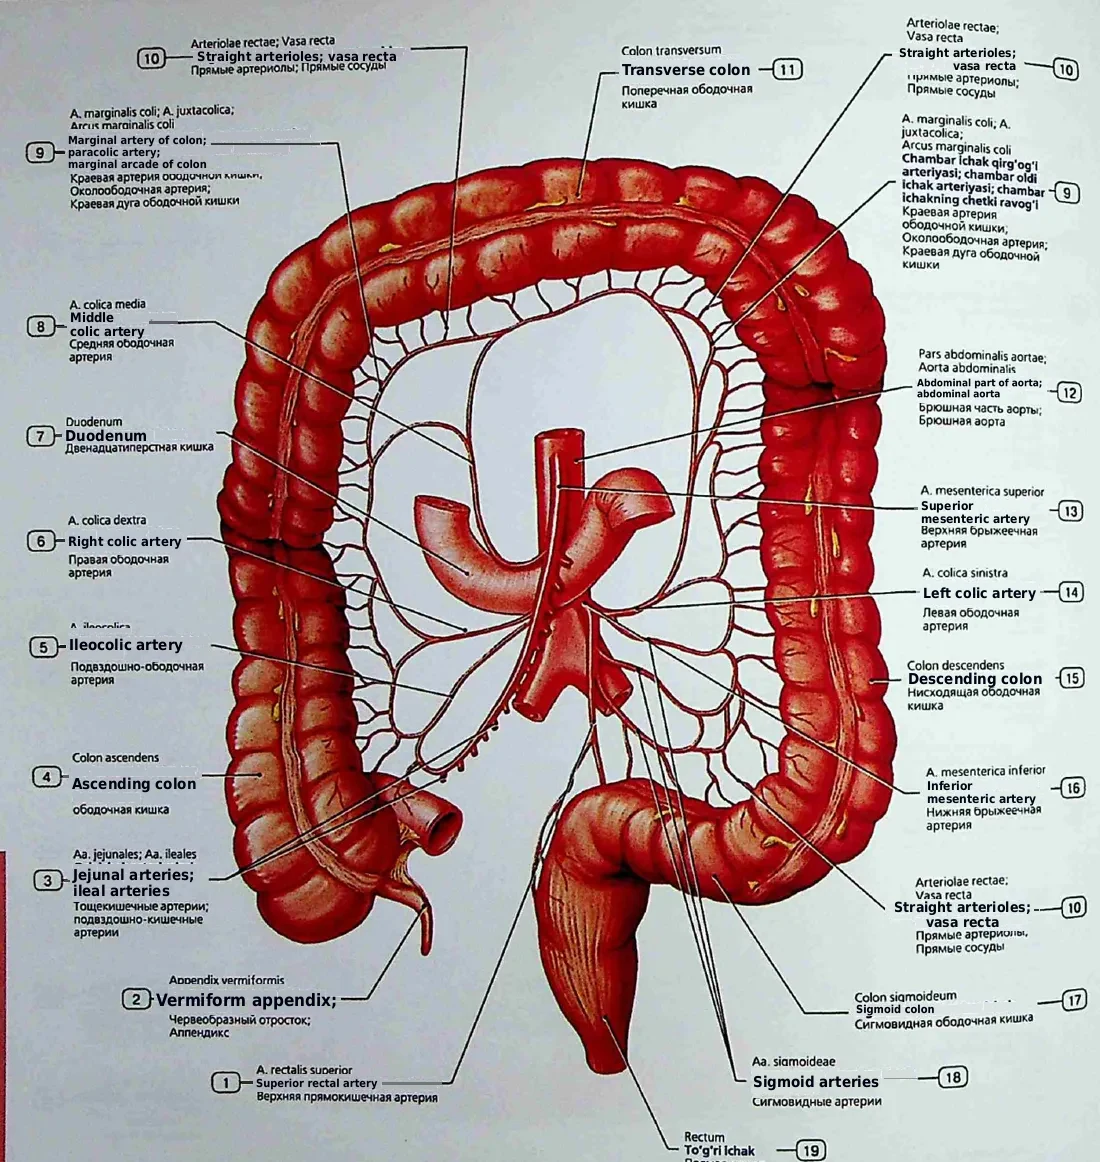 Arteriolae rectae; Vasa recta
10
Straight arterioles; vasa recta
Прямые артериолы; Прямые сосуды
A. marginalis coli; A. juxtacolica;
Arcus marginalis coli
9
Marginal artery of colon;
paracolic artery;
marginal arcade of colon
Краевая артерия ободочной кишки;
Околоободочная артерия;
Краевая дуга ободочной кишки
A. colica media
8
Middle
colic artery
Средняя ободочная
артерия
Duodenum
7
Duodenum
Двенадцатиперстная кишка
A. colica dextra
6
Right colic artery
Правая ободочная
артерия
A. ileocolica
5
Ileocolic artery
Подвздошно-ободочная
артерия
Colon ascendens
4
Ascending colon
ободочная кишка
Aa. jejunales; Aa. ileales
3
Jejunal arteries;
ileal arteries
Тощекишечные артерии;
подвздошно-кишечные
артерии
Appendix vermiformis
2
Vermiform appendix;
Червеобразный отросток;
Аппендикс
A. rectalis superior
1
Superior rectal artery
Верхняя прямокишечная артерия
Colon transversum
Transverse colon
11
Поперечная ободочная
кишка
Arteriolae rectae;
Vasa recta
Straight arterioles;
vasa recta
10
Прямые артериолы;
Прямые сосуды
A. marginalis coli; A.
juxtacolica;
Arcus marginalis coli
Chambar ichak qirg'og'i
arteriyasi; chambar oldi
ichak arteriyasi; chambar
9
ichakning chetki ravog'i
Краевая артерия
ободочной кишки;
Околоободочная артерия;
Краевая дуга ободочной
кишки
Pars abdominalis aortae;
Aorta abdominalis
Abdominal part of aorta;
abdominal aorta
12
Брюшная часть аорты;
Брюшная аорта
A. mesenterica superior
Superior
mesenteric artery
13
Верхняя брыжеечная
артерия
A. colica sinistra
Left colic artery
14
Левая ободочная
артерия
Colon descendens
Descending colon
15
Нисходящая ободочная
кишка
A. mesenterica inferior
Inferior
mesenteric artery
16
Нижняя брыжеечная
артерия
Arteriolae rectae;
Vasa recta
Straight arterioles;
vasa recta
10
Прямые артериолы,
Прямые сосуды
Colon sigmoideum
Sigmoid colon
17
Сигмовидная ободочная кишка
Aa. sigmoideae
Sigmoid arteries
18
Сигмовидные артерии
Rectum
To'g'ri ichak
19